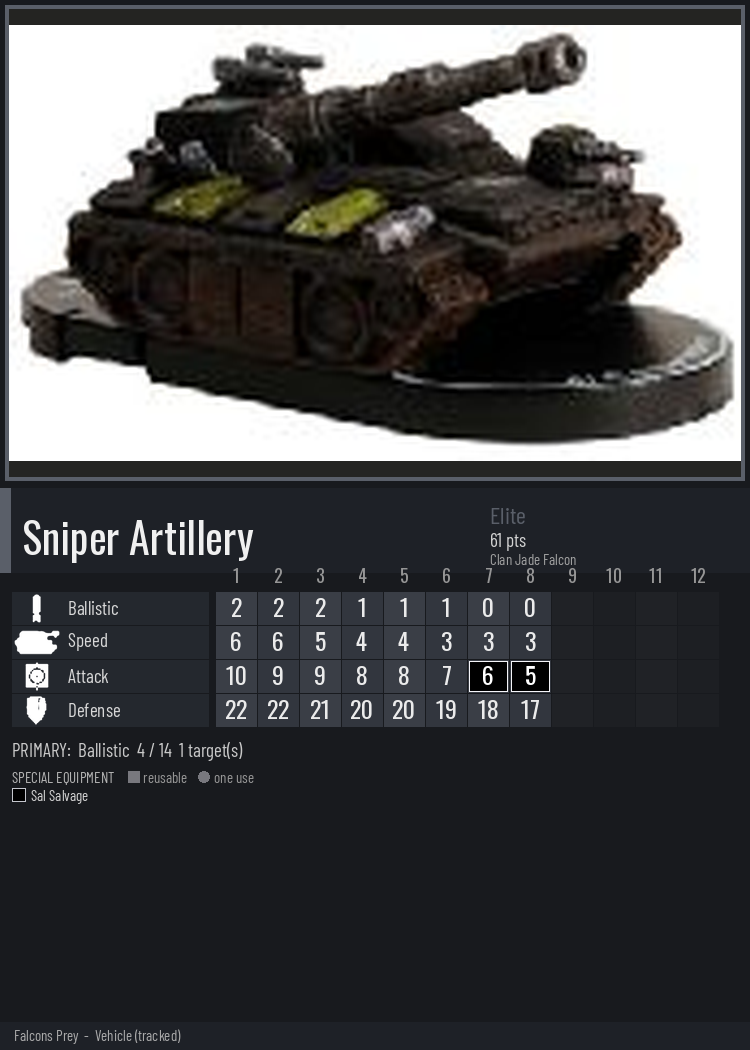 Sniper Artillery
Elite
61 pts
Clan Jade Falcon
1 2 3 4 5 6 7 8 9 10 11 12
Ballistic 2 2 2 1 1 1 0 0
Speed 6 6 5 4 4 3 3 3
Attack 10 9 9 8 8 7 6 5
Defense 22 22 21 20 20 19 18 17
PRIMARY: Ballistic 4 / 14 1 target(s)
SPECIAL EQUIPMENT reusable one use
Sal Salvage
Falcons Prey - Vehicle (tracked)